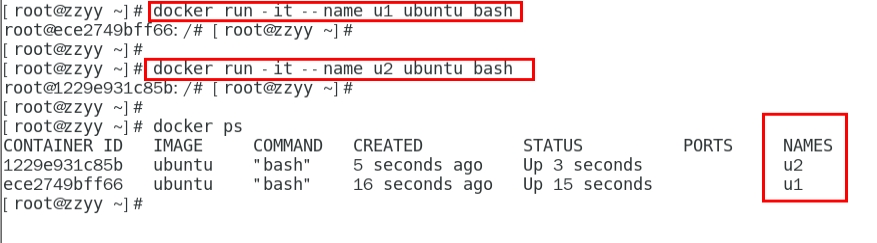 [root@zzyy ~]# docker run -it --name u1 ubuntu bash
root@ece2749bff66:/# [root@zzyy ~]#
[root@zzyy ~]#
[root@zzyy ~]# docker run -it --name u2 ubuntu bash
root@1229e931c85b:/# [root@zzyy ~]#
[root@zzyy ~]#
[root@zzyy ~]# docker ps
CONTAINER ID   IMAGE     COMMAND   CREATED          STATUS          PORTS     NAMES
1229e931c85b   ubuntu    "bash"    5 seconds ago    Up 3 seconds              u2
ece2749bff66   ubuntu    "bash"    16 seconds ago   Up 15 seconds             u1
[root@zzyy ~]#